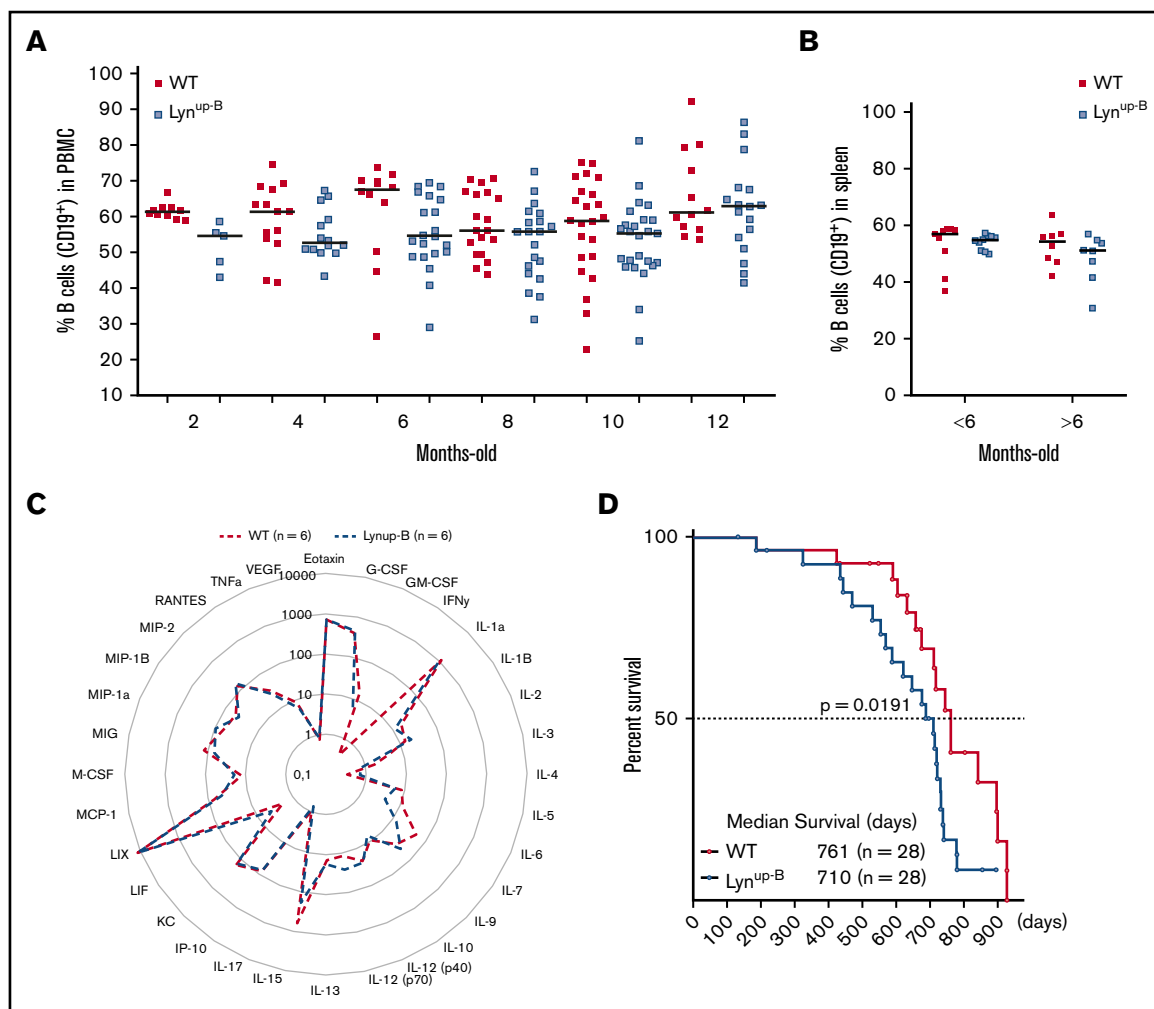 A
WT
Lyn^up-B
% B cells (CD19+) in PBMC
100
90
80
70
60
50
40
30
20
10
2 4 6 8 10 12
Months-old
B
WT
Lyn^up-B
% B cells (CD19+) in spleen
100
80
60
40
20
0
<6 >6
Months-old
C
WT (n = 6) Lynup-B (n = 6)
Eotaxin
G-CSF
GM-CSF
IFNy
IL-1a
IL-1B
IL-2
IL-3
IL-4
IL-5
IL-6
IL-7
IL-9
IL-10
IL-12 (p40)
IL-12 (p70)
IL-13
IL-15
IL-17
IP-10
KC
LIF
LIX
MCP-1
M-CSF
MIG
MIP-1a
MIP-1B
MIP-2
RANTES
TNFa
VEGF
10000
1000
100
10
1
0,1
D
Percent survival
100
50
p = 0.0191
Median Survival (days)
WT 761 (n = 28)
Lyn^up-B 710 (n = 28)
0 100 200 300 400 500 600 700 800 900 (days)